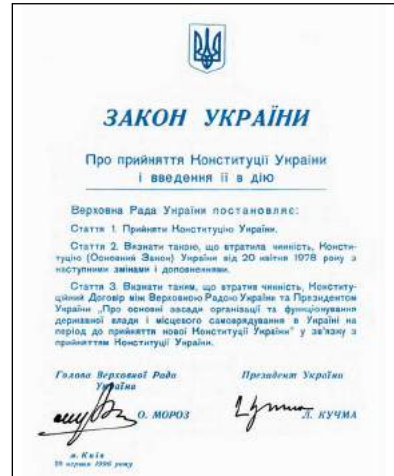 ЗАКОН УКРАЇНИ
Про прийняття Конституції України
і введення її в дію
Верховна Рада України постановляє:
Стаття 1. Прийняти Конституцію України.
Стаття 2. Визнати такою, що втратила чинність, Консти-
туцію (Основний Закон) України від 20 квітня 1978 року з
наступними змінами і доповненнями.
Стаття 3. Визнати таким, що втратив чинність, Конститу-
ційний Договір між Верховною Радою України та Президентом
України „Про основні засади організації та функціонування
державної влади і місцевого самоврядування в Україні на
період до прийняття нової Конституції України" у зв'язку з
прийняттям Конституції України.
Голова Верховної Ради
Президент України
О. МОРОЗ
Л. КУЧМА
м. Київ
28 червня 1996 року